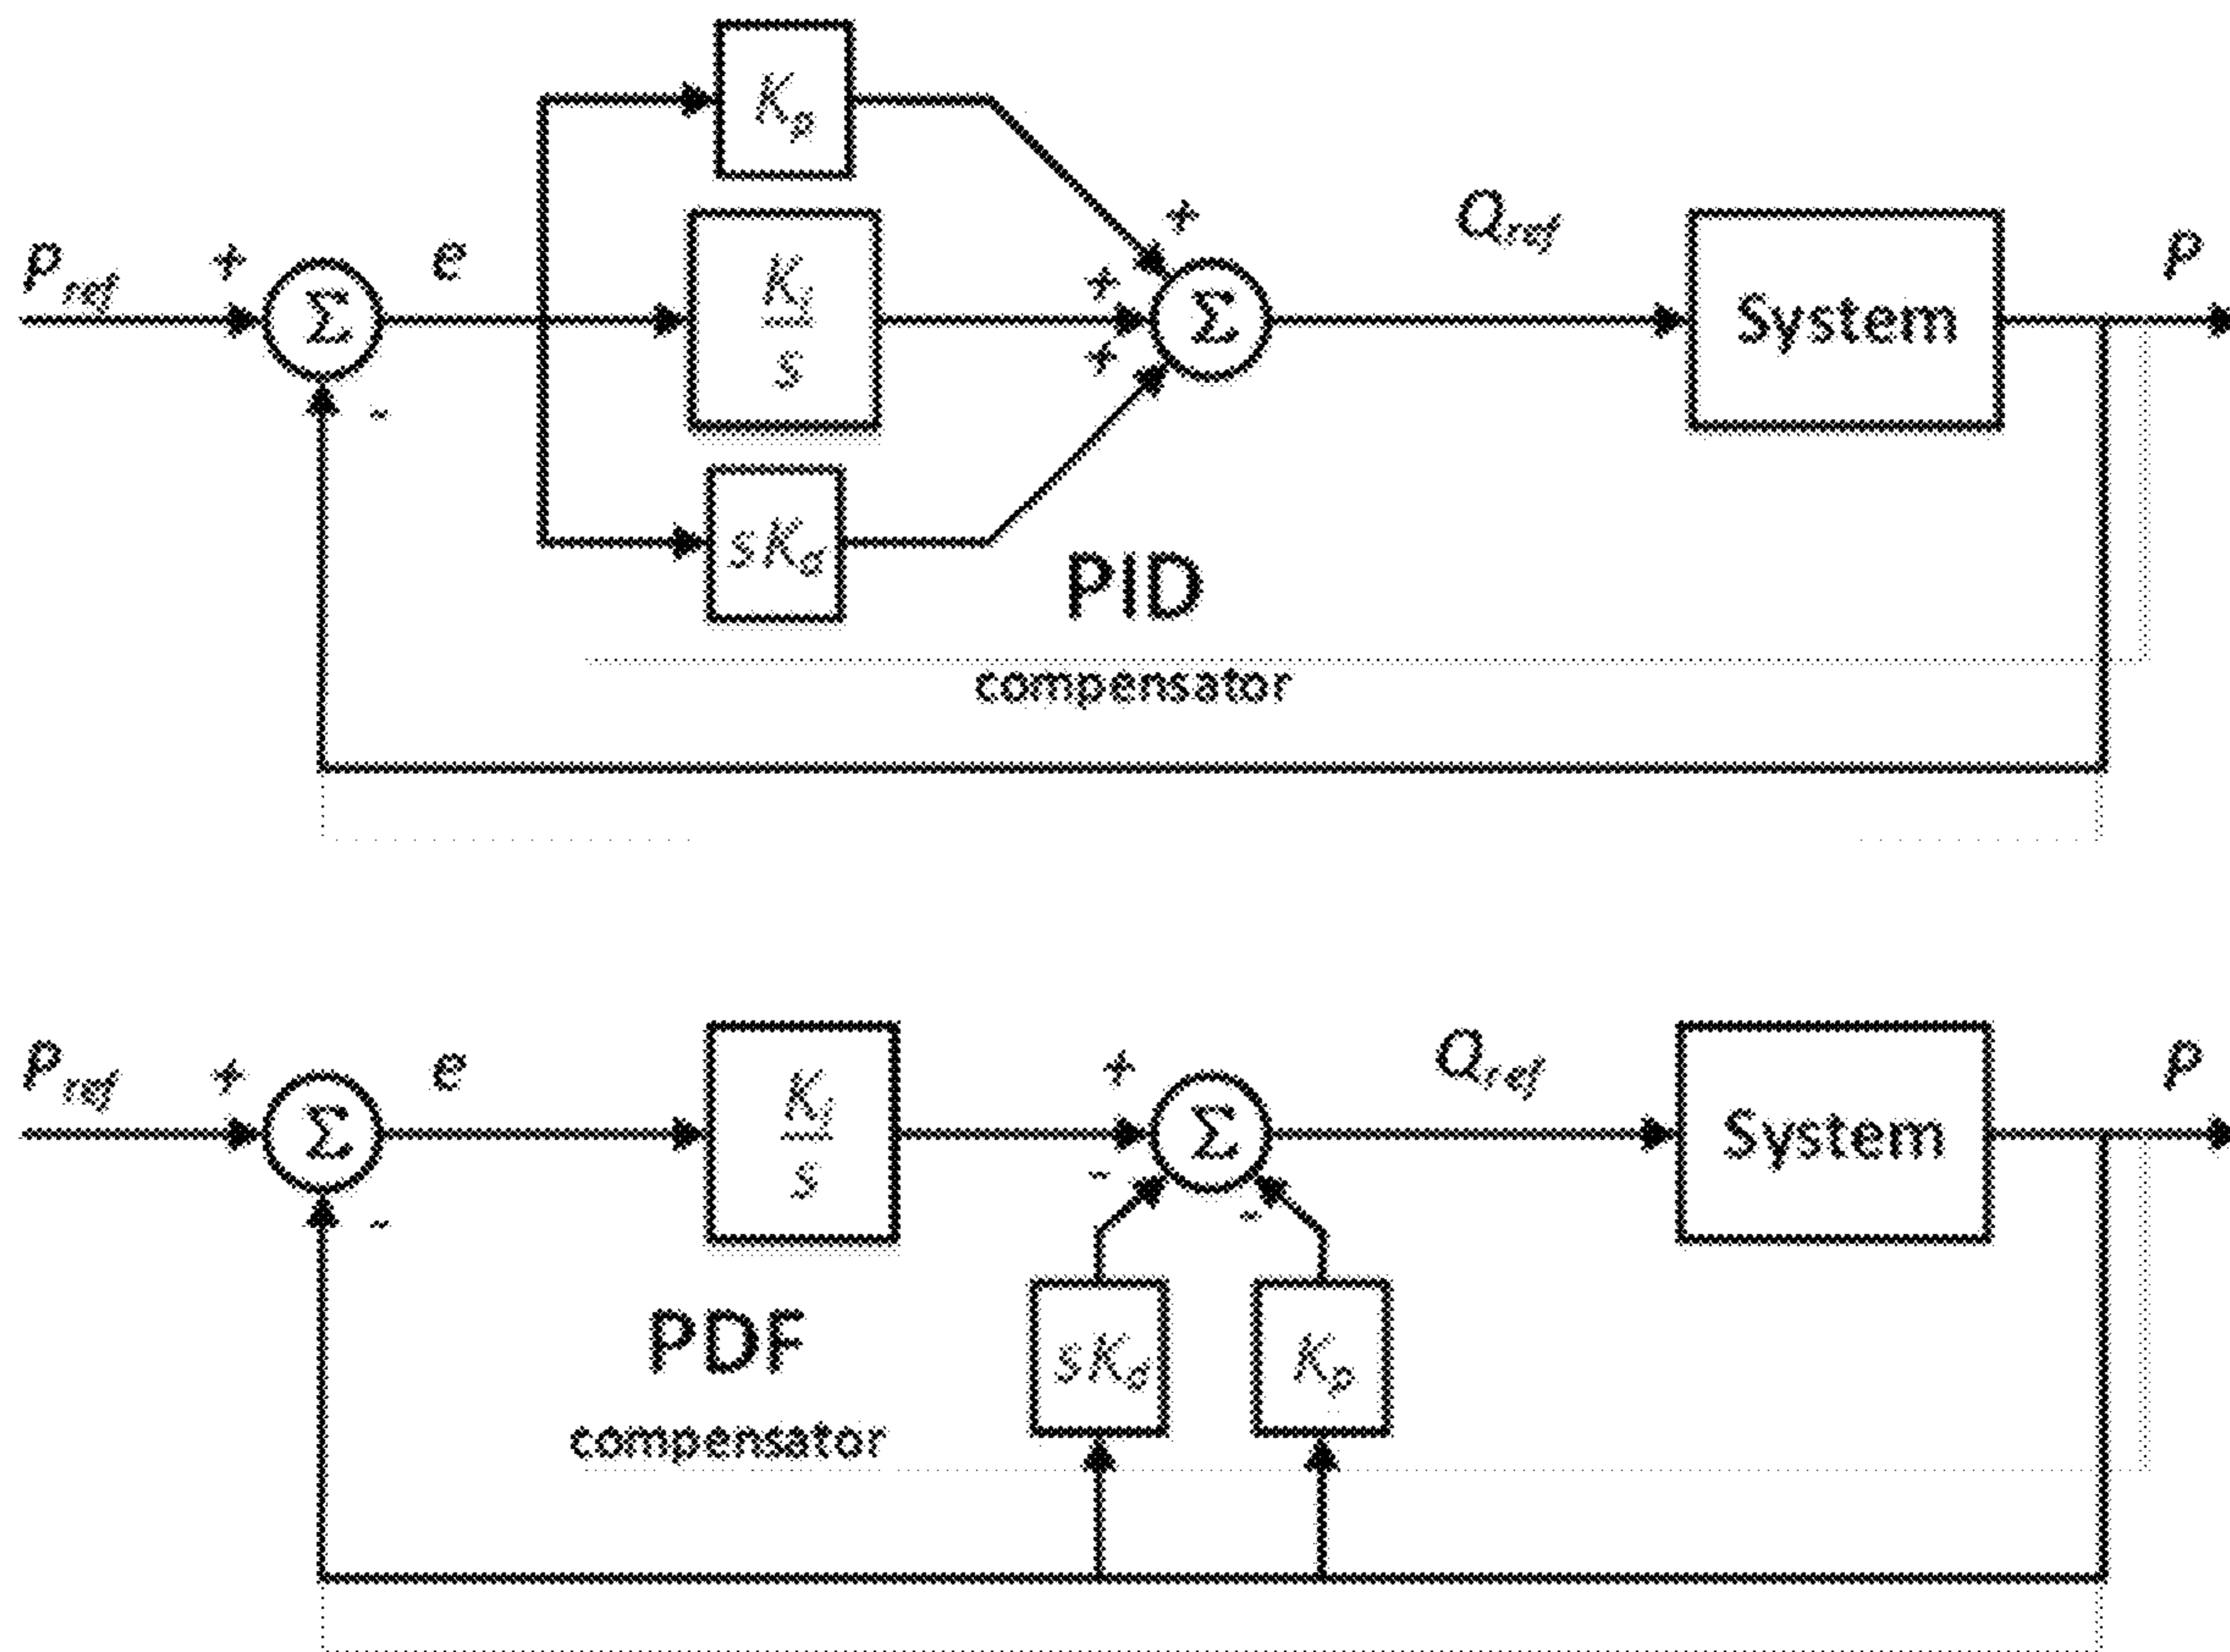 K_p
P_ref + e K_i/s + + + Σ Σ Q_ref System P
-
sK_d
PID
compensator
P_ref + Σ e K_i/s + Σ Q_ref System P
- - -
sK_d K_p
PDF
compensator